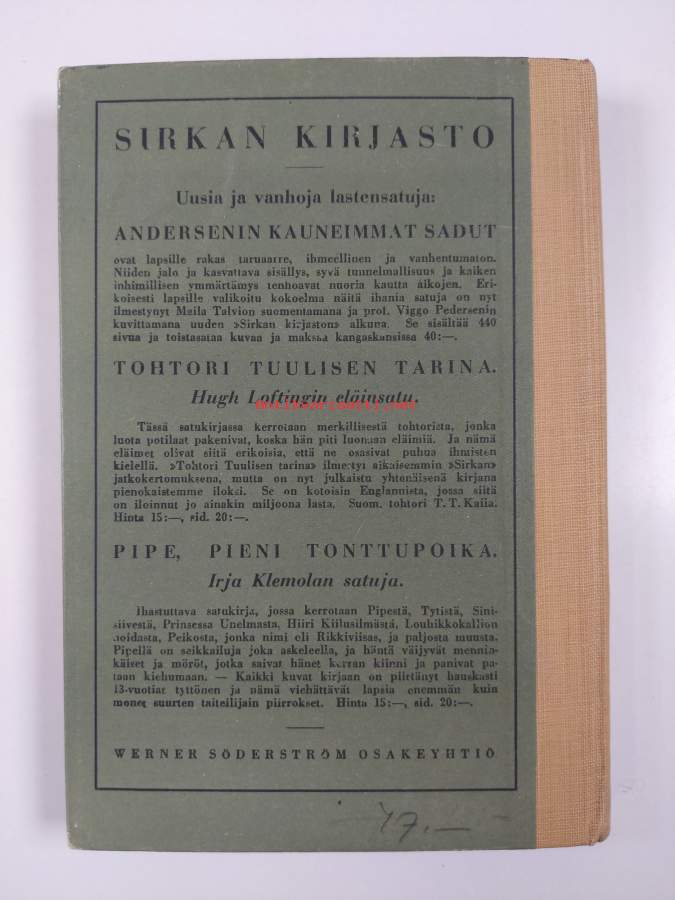 SIRKAN KIRJASTO
Uusia ja vanhoja lastensatuja:
ANDERSENIN KAUNEIMMAT SADUT
ovat lapsille rakas taruaarre, ihmeellinen ja vanhentumaton.
Niiden jalo ja kasvattava sisällys, syvä tunnelmallisuus ja kaiken
inhimillisen ymmärtämys tenhoavat nuoria kautta aikojen. Eri-
koisesti lapsille valikoitu kokoelma näitä ihania satuja on nyt
ilmestynyt Maila Talvion suomentamana ja prof. Viggo Pedersenin
kuvittamana uuden »Sirkan kirjaston» alkuna. Se sisältää 440
sivua ja toistasataa kuvaa ja maksaa kangaskansissa 40:—.
TOHTORI TUULISEN TARINA.
Hugh Loftingin eläinsatu.
Tässä satukirjassa kerrotaan merkillisestä tohtorista, jonka
luota potilaat pakenivat, koska hän piti luonaan eläimiä. Ja nämä
eläimet olivat siitä erikoisia, että ne osasivat puhua ihmisten
kielellä. »Tohtori Tuulisen tarina» ilmestyi aikaisemmin »Sirkan»
jatkokertomuksena, mutta on nyt julkaistu yhtenäisenä kirjana
pienokaistemme iloksi. Se on kotoisin Englannista, jossa siitä
on iloinnut jo ainakin miljoona lasta. Suom. tohtori T. T. Kaila.
Hinta 15:—, sid. 20:—.
PIPE, PIENI TONTTUPOIKA.
Irja Klemolan satuja.
Ihastuttava satukirja, jossa kerrotaan Pipestä, Tytistä, Sini-
siivestä, Prinsessa Unelmasta, Hiiri Kiilusilmästä, Louhikkokallion
noidasta, Peikosta, jonka nimi oli Rikkiviisas, ja paljosta muusta.
Pipellä on seikkailuja joka askeleella, ja häntä väijyvät mennin-
käiset ja möröt, jotka saivat hänet kerran kiinni ja panivat pa-
taan kiehumaan. — Kaikki kuvat kirjaan on piirtänyt hauskasti
13-vuotias tyttönen ja nämä viehättävät lapsia enemmän kuin
monet suurten taiteilijain piirrokset. Hinta 15:—, sid. 20:—.
WERNER SÖDERSTRÖM OSAKEYHTIÖ
47.—